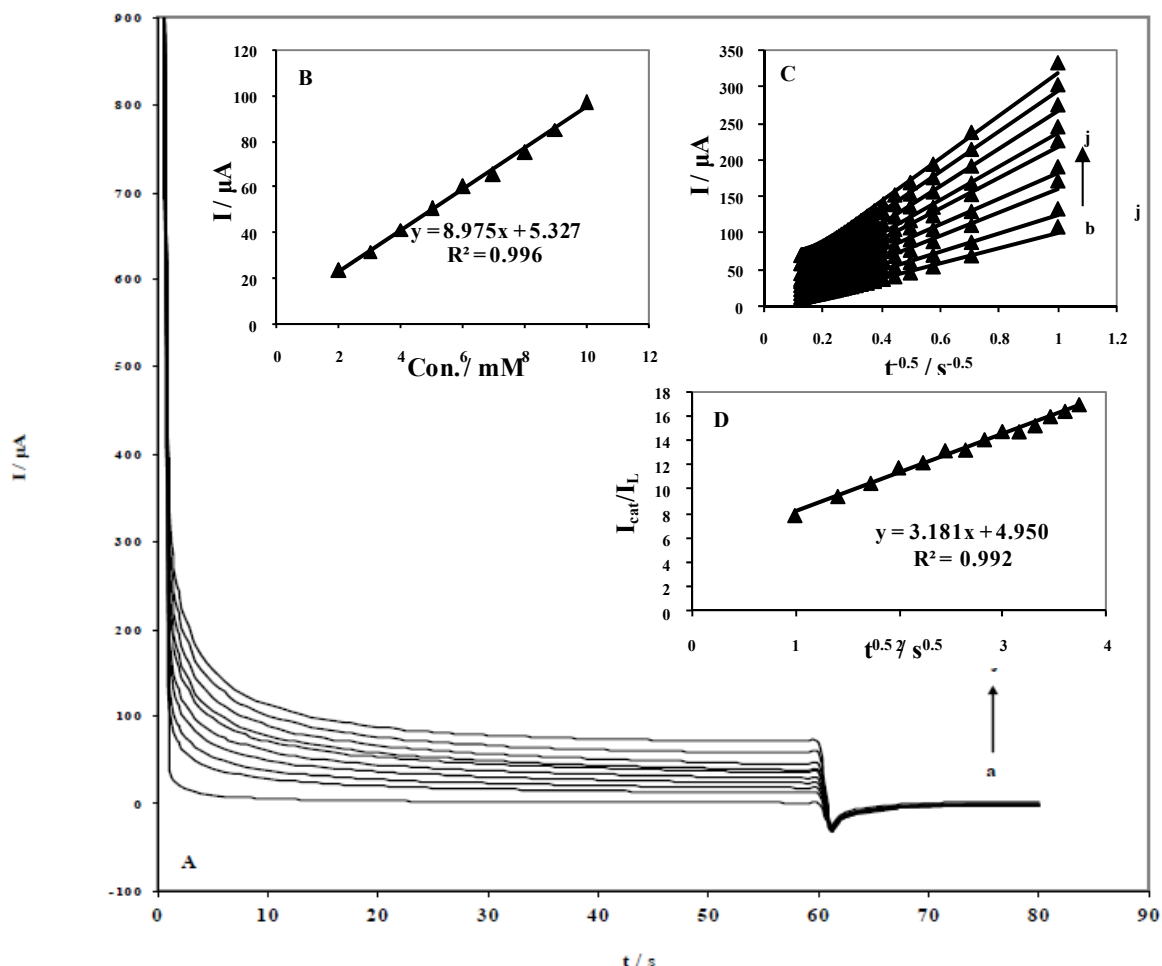 900
800
700
600
500
400
300
200
100
0
-100
0 10 20 30 40 50 60 70 80 90
I / µA
t / s
A
a
j
B
120
100
80
60
40
20
0
I / µA
y = 8.975x + 5.327
R² = 0.996
0 2 4 6 8 10 12
Con./ mM
C
350
300
250
200
150
100
50
0
I / µA
j
b
0 0.2 0.4 0.6 0.8 1 1.2
t-0.5 / s-0.5
D
18
16
14
12
10
8
6
4
2
0
Icat/IL
y = 3.181x + 4.950
R² = 0.992
0 1 2 3 4
t0.5 / s0.5